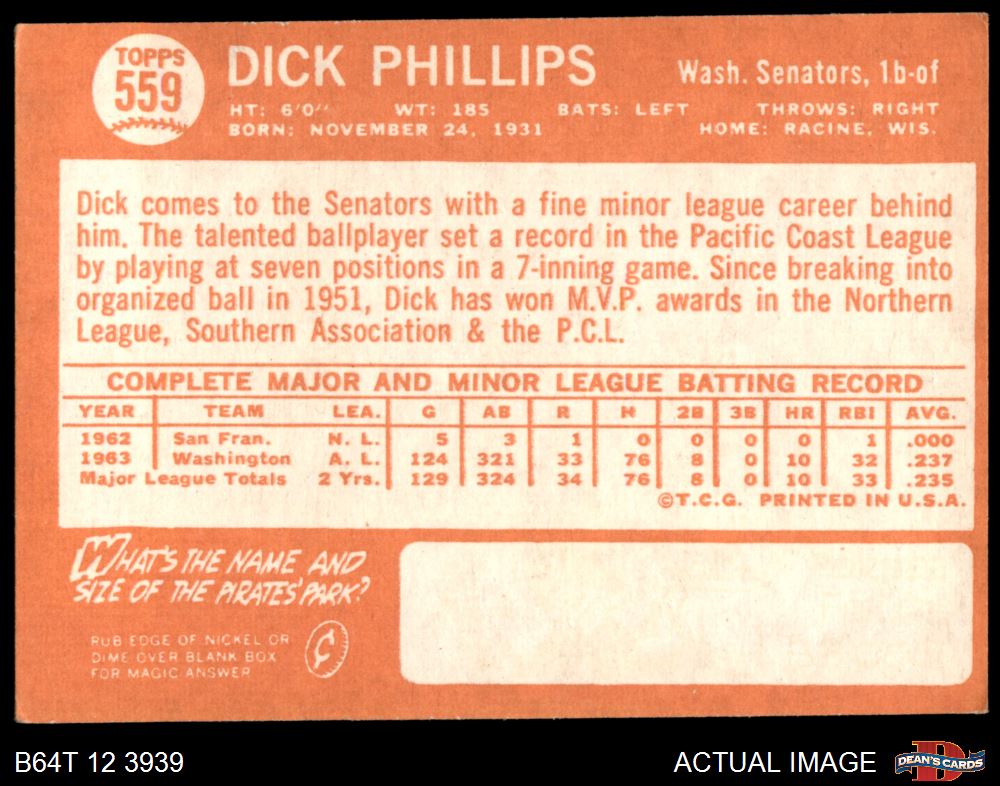 TOPPS
559
DICK PHILLIPS
Wash. Senators, 1b-of
HT: 6'0" WT: 185 BATS: LEFT THROWS: RIGHT
BORN: NOVEMBER 24, 1931 HOME: RACINE, WIS.
Dick comes to the Senators with a fine minor league career behind
him. The talented ballplayer set a record in the Pacific Coast League
by playing at seven positions in a 7-inning game. Since breaking into
organized ball in 1951, Dick has won M.V.P. awards in the Northern
League, Southern Association & the P.C.L.
COMPLETE MAJOR AND MINOR LEAGUE BATTING RECORD
YEAR TEAM LEA. G AB R H 2B 3B HR RBI AVG.
1962 San Fran. N. L. 5 3 1 0 0 0 0 1 .000
1963 Washington A. L. 124 321 33 76 8 0 10 32 .237
Major League Totals 2 Yrs. 129 324 34 76 8 0 10 33 .235
©T.C.G. PRINTED IN U.S.A.
WHAT'S THE NAME AND
SIZE OF THE PIRATES' PARK?
RUB EDGE OF NICKEL OR
DIME OVER BLANK BOX
FOR MAGIC ANSWER
¢
B64T 12 3939
ACTUAL IMAGE
DEAN'S CARDS